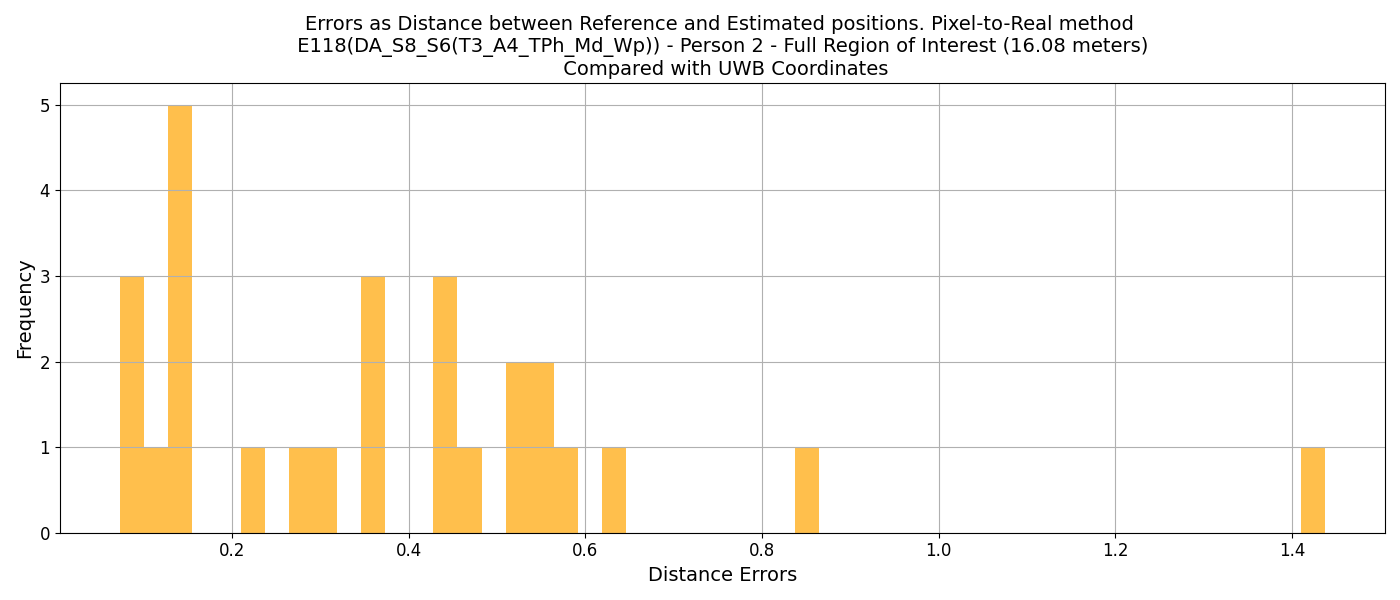 Errors as Distance between Reference and Estimated positions. Pixel-to-Real method
E118(DA_S8_S6(T3_A4_TPh_Md_Wp)) - Person 2 - Full Region of Interest (16.08 meters)
Compared with UWB Coordinates
Frequency
5
4
3
2
1
0
0.2 0.4 0.6 0.8 1.0 1.2 1.4
Distance Errors